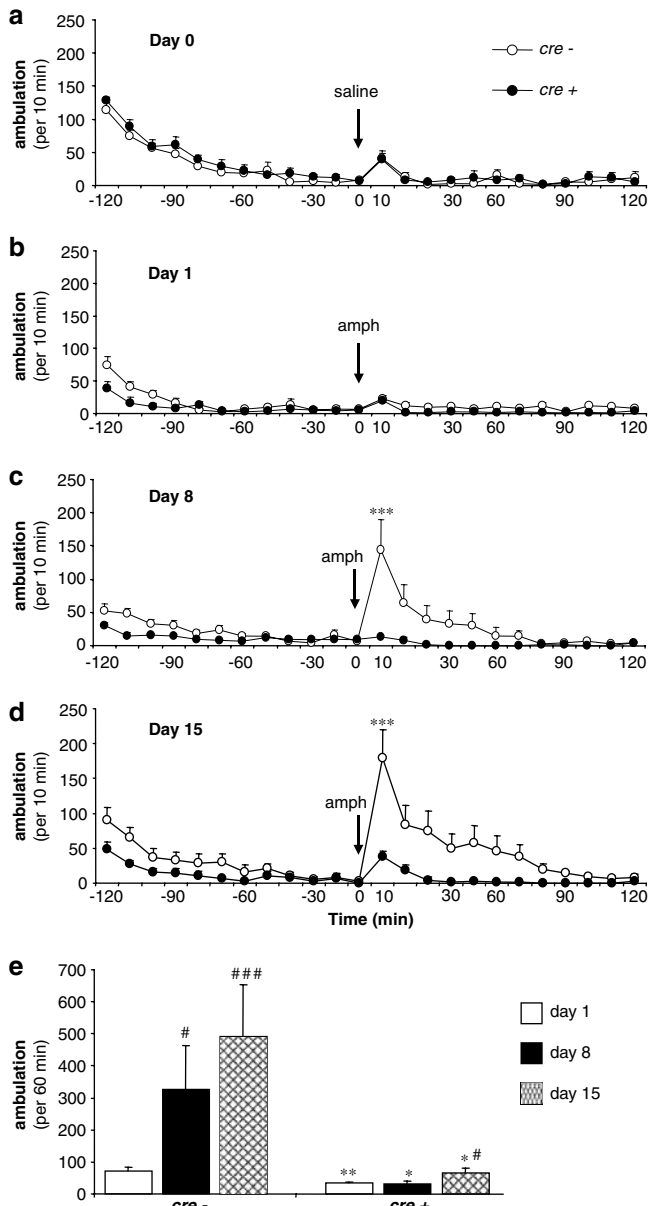 a
Day 0
cre -
cre +
saline
ambulation
(per 10 min)
250
200
150
100
50
0
-120 -90 -60 -30 0 10 30 60 90 120
b
Day 1
amph
ambulation
(per 10 min)
250
200
150
100
50
0
-120 -90 -60 -30 0 10 30 60 90 120
c
Day 8
***
amph
ambulation
(per 10 min)
250
200
150
100
50
0
-120 -90 -60 -30 0 10 30 60 90 120
d
Day 15
***
amph
ambulation
(per 10 min)
250
200
150
100
50
0
-120 -90 -60 -30 0 10 30 60 90 120
Time (min)
e
ambulation
(per 60 min)
700
600
500
400
300
200
100
0
#
###
**
*
* #
day 1
day 8
day 15
cre - cre +